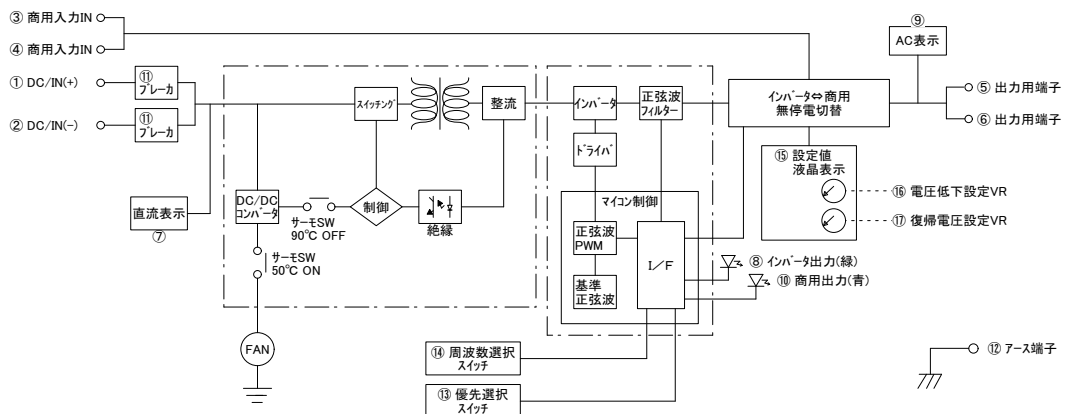 ③ 商用入力IN
④ 商用入力IN
① DC/IN(+)
⑪
ブレーカ
② DC/IN(-)
⑪
ブレーカ
直流表示
⑦
スイッチング
整流
DC/DC
コンバータ
サーモSW
90℃ OFF
制御
絶縁
サーモSW
50℃ ON
FAN
インバータ
正弦波
フィルター
ドライバ
マイコン制御
正弦波
PWM
I/F
基準
正弦波
インバータ⇔商用
無停電切替
⑨
AC表示
⑤ 出力用端子
⑥ 出力用端子
⑮ 設定値
液晶表示
⑯ 電圧低下設定VR
⑰ 復帰電圧設定VR
⑧ インバータ出力(緑)
⑩ 商用出力(青)
⑭ 周波数選択
スイッチ
⑬ 優先選択
スイッチ
⑫ アース端子